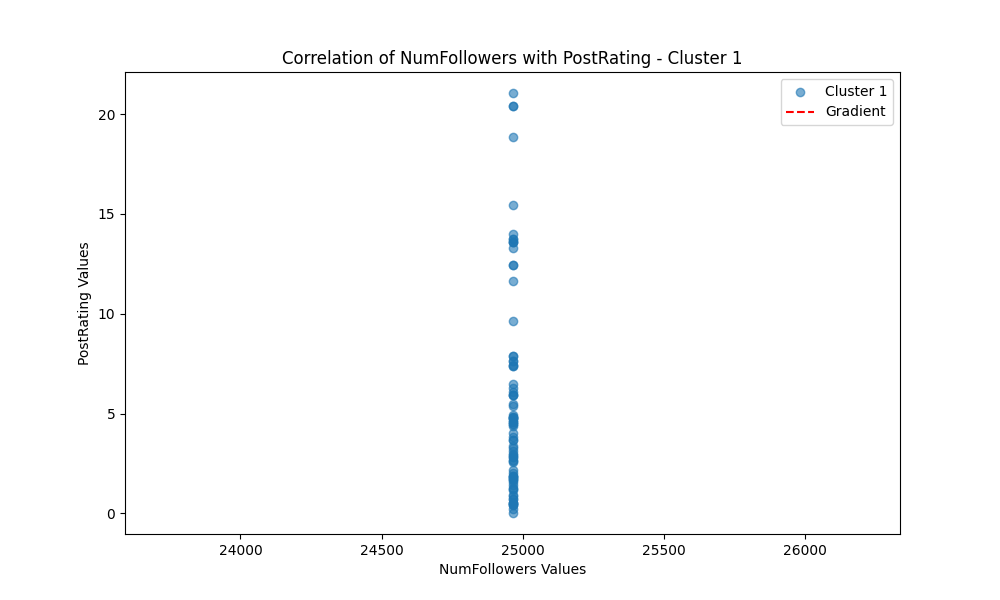 Correlation of NumFollowers with PostRating - Cluster 1
Cluster 1
Gradient
PostRating Values
20
15
10
5
0
24000 24500 25000 25500 26000
NumFollowers Values